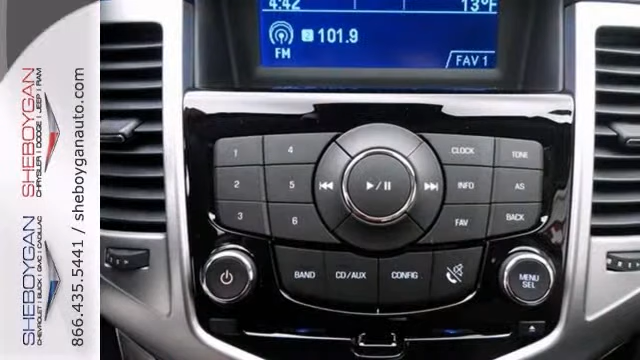 4:42
13°F
2 101.9
FM
FAV 1
1
4
CLOCK
TONE
2
5
INFO
AS
3
6
FAV
BACK
BAND
CD/AUX
CONFIG
MENU
SEL
SHEBOYGAN
CHRYSLER | DODGE | JEEP | RAM
SHEBOYGAN
CHEVROLET | BUICK | GMC | CADILLAC
866.435.5441 / sheboyganauto.com